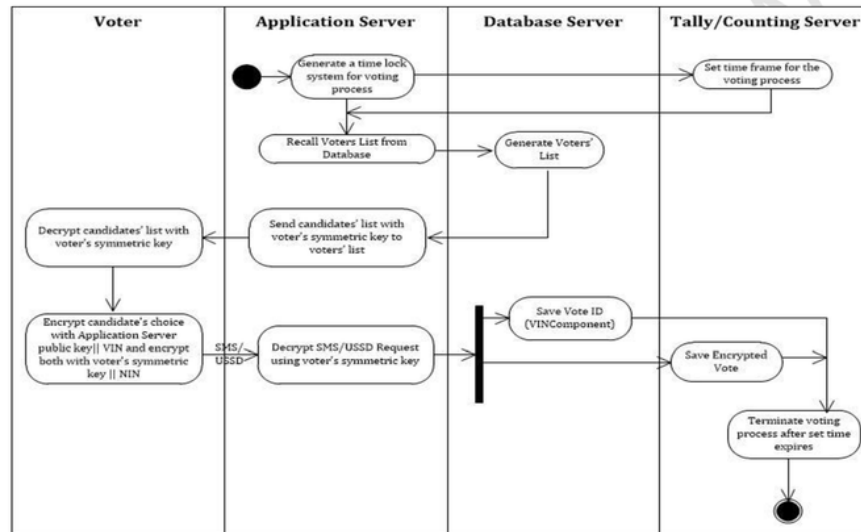 Voter
Application Server
Database Server
Tally/Counting Server
Generate a time lock
system for voting
process
Set time frame for the
voting process
Recall Voters List from
Database
Generate Voters'
List
Decrypt candidates' list with
voter's symmetric key
Send candidates' list with
voter's symmetric key to
voters' list
Encrypt candidate's choice
with Application Server
public key|| VIN and encrypt
both with voter's symmetric
key || NIN
SMS/
USSD
Decrypt SMS/USSD Request
using voter's symmetric key
Save Vote ID
(VINComponent)
Save Encrypted
Vote
Terminate voting
process after set time
expires